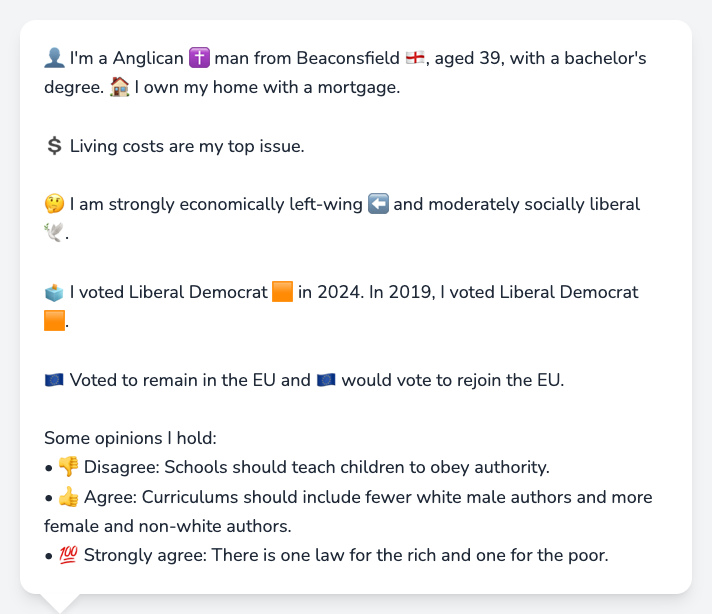 👤 I'm a Anglican ✝️ man from Beaconsfield 🏴󠁧󠁢󠁥󠁮󠁧󠁿, aged 39, with a bachelor's
degree. 🏠 I own my home with a mortgage.
💲 Living costs are my top issue.
🤔 I am strongly economically left-wing ⬅️ and moderately socially liberal
🕊️.
🗳️ I voted Liberal Democrat 🟧 in 2024. In 2019, I voted Liberal Democrat
🟧.
🇪🇺 Voted to remain in the EU and 🇪🇺 would vote to rejoin the EU.
Some opinions I hold:
• 👎 Disagree: Schools should teach children to obey authority.
• 👍 Agree: Curriculums should include fewer white male authors and more
female and non-white authors.
• 💯 Strongly agree: There is one law for the rich and one for the poor.